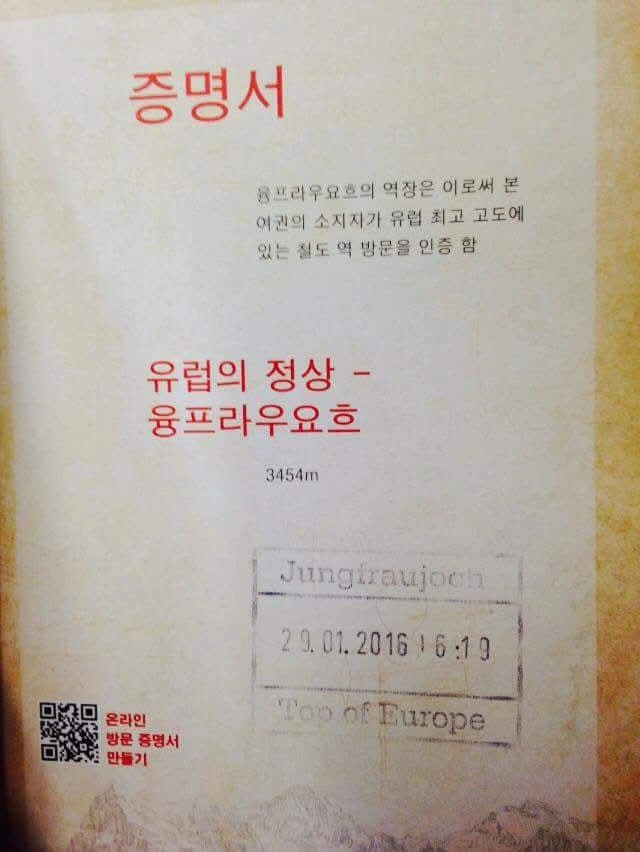 증명서
융프라우요흐의 역장은 이로써 본
여권의 소지자가 유럽 최고 고도에
있는 철도 역 방문을 인증 함
유럽의 정상 -
융프라우요흐
3454m
Jungfraujoch
29.01.2016 16:19
Top of Europe
온라인
방문 증명서
만들기